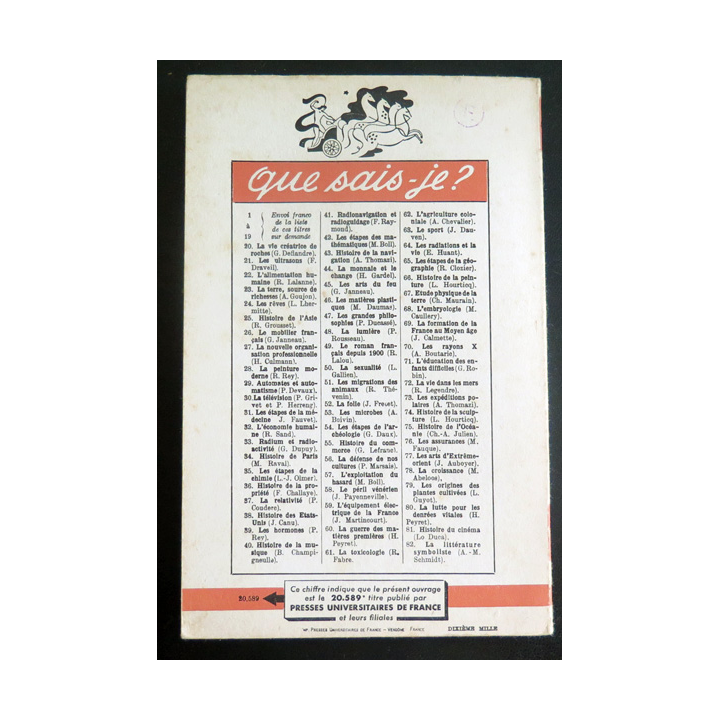 que sais-je?
1
à
19
Envoi franco
de la liste
de ces titres
sur demande
20. La vie créatrice de
roches (G. Deflandre).
21. Les ultrasons (F.
Draveil).
22. L'alimentation hu-
maine (R. Lalanne).
23. La terre, source de
richesses (A. Goujon).
24. Les rêves (L. Lher-
mitte).
25. Histoire de l'Asie
(R. Grousset).
26. Le mobilier fran-
çais (G. Janneau).
27. La nouvelle organi-
sation professionnelle
(H. Culmann).
28. La peinture mo-
derne (R. Rey).
29. Automates et auto-
matisme (P. Devaux).
30. La télévision (P. Gri-
vet et P. Herreng).
31. Les étapes de la mé-
decine (J. Fauvet).
32. L'économie humai-
ne (R. Sand).
33. Radium et radio-
activité (G. Dupuy).
34. Histoire de Paris
(M. Raval).
35. Les étapes de la
chimie (L.-J. Olmer).
36. Histoire de la pro-
priété (F. Challaye).
37. La relativité (P.
Couderc).
38. Histoire des Etats-
Unis (J. Canu).
39. Les hormones (P.
Rey).
40. Histoire de la mu-
sique (B. Champi-
gneulle).
41. Radionavigation et
radioguidage (F. Ray-
mond).
42. Les étapes des ma-
thématiques (M. Boll).
43. Histoire de la navi-
gation (A. Thomazi).
44. La monnaie et le
change (H. Gardel).
45. Les arts du feu
(G. Janneau).
46. Les matières plasti-
ques (M. Daumas).
47. Les grandes philo-
sophies (P. Ducassé).
48. La lumière (P.
Rousseau).
49. Le roman fran-
çais depuis 1900 (R.
Lalou).
50. La sexualité (L.
Gallien).
51. Les migrations des
animaux (R. Thé-
venin).
52. La folie (J. Fretet).
53. Les microbes (A.
Boivin).
54. Les étapes de l'ar-
chéologie (G. Daux).
55. Histoire du com-
merce (G. Lefranc).
56. La défense de nos
cultures (P. Marsais).
57. L'exploitation du
hasard (M. Boll).
58. Le péril vénérien
(J. Payenneville).
59. L'équipement élec-
trique de la France
(J. Martincourt).
60. La guerre des ma-
tières premières (H.
Peyret).
61. La toxicologie (R.
Fabre.
62. L'agriculture colo-
niale (A. Chevalier).
63. Le sport (J. Dau-
ven).
64. Les radiations et la
vie (E. Huant).
65. Les étapes de la géo-
graphie (R. Clozier).
66. Histoire de la pein-
ture (L. Hourticq).
67. Etude physique de la
terre (Ch. Maurain).
68. L'embryologie (M.
Caullery).
69. La formation de la
France au Moyen âge
(J. Calmette).
70. Les rayons X
(A. Boutarie).
71. L'éducation des en-
fants difficiles (G. Ro-
bin).
72. La vie dans les mers
(R. Legendre).
73. Les expéditions po-
laires (A. Thomazi).
74. Histoire de la sculp-
ture (L. Hourticq).
75. Histoire de l'Océa-
nie (Ch.-A. Julien).
76. Les assurances (M.
Fauque).
77. Les arts d'Extrême-
orient (J. Auboyer).
78. La croissance (M.
Abeloos).
79. Les origines des
plantes cultivées (L.
Guyot).
80. La lutte pour les
denrées vitales (H.
Peyret).
81. Histoire du cinéma
(Lo Duca).
82. La littérature
symboliste (A.-M.
Schmidt).
20.589
Ce chiffre indique que le présent ouvrage
est le 20.589e titre publié par
PRESSES UNIVERSITAIRES DE FRANCE
et leurs filiales
IMP. PRESSES UNIVERSITAIRES DE FRANCE - VENDÔME FRANCE
DIXIÈME MILLE